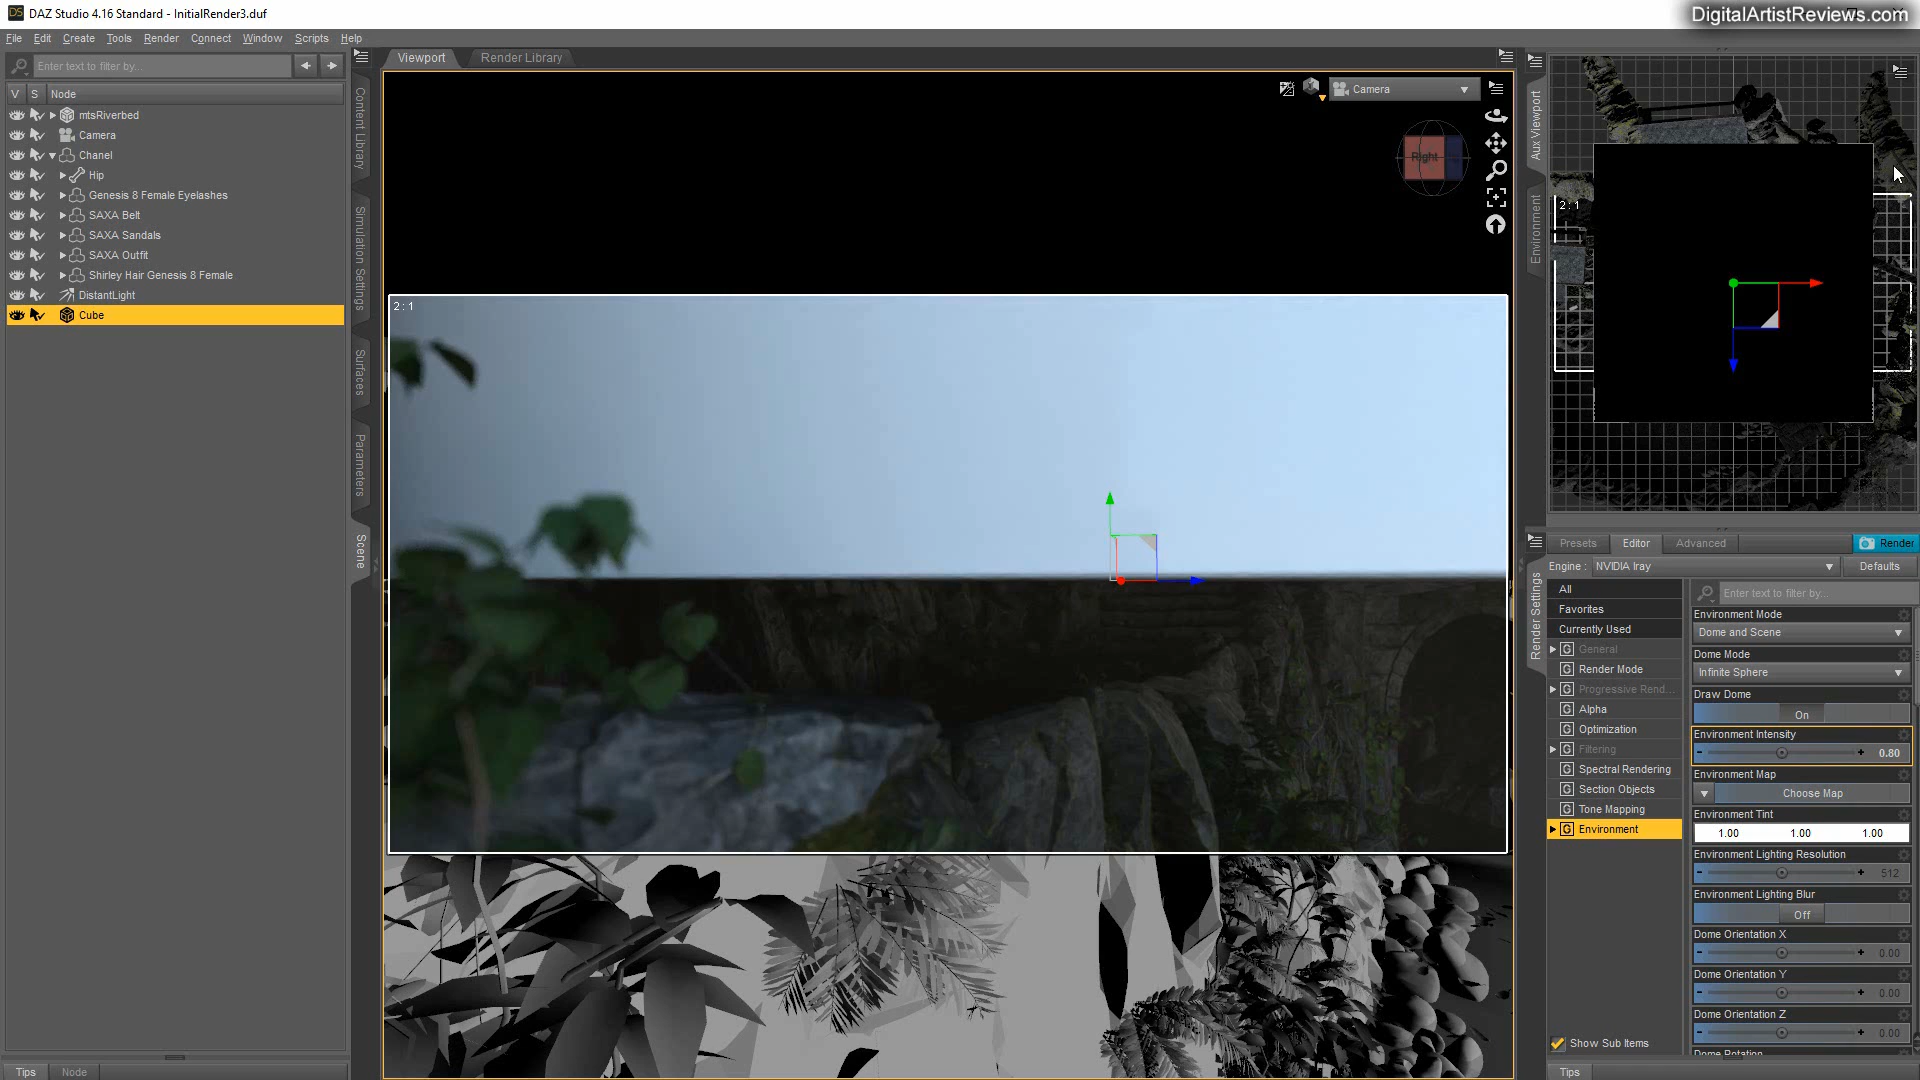 DS DAZ Studio 4.16 Standard - InitialRender3.duf
DigitalArtistReviews.com
File Edit Create Tools Render Connect Window Scripts Help
Enter text to filter by...
V S Node
mtsRiverbed
Camera
Chanel
Hip
Genesis 8 Female Eyelashes
SAXA Belt
SAXA Sandals
SAXA Outfit
Shirley Hair Genesis 8 Female
DistantLight
Cube
Tips Node
Content Library
Simulation Settings
Surfaces
Parameters
Scene
Viewport Render Library
Camera
Right
2 : 1
Aux Viewport
Environment
2 : 1
Render Settings
Presets Editor Advanced Render
Engine : NVIDIA Iray Defaults
All
Favorites
Currently Used
G General
G Render Mode
G Progressive Rend...
G Alpha
G Optimization
G Filtering
G Spectral Rendering
G Section Objects
G Tone Mapping
G Environment
Show Sub Items
Tips
Enter text to filter by...
Environment Mode
Dome and Scene
Dome Mode
Infinite Sphere
Draw Dome
On
Environment Intensity
- + 0.80
Environment Map
Choose Map
Environment Tint
1.00 1.00 1.00
Environment Lighting Resolution
- + 512
Environment Lighting Blur
Off
Dome Orientation X
- + 0.00
Dome Orientation Y
- + 0.00
Dome Orientation Z
- + 0.00
Dome Rotation